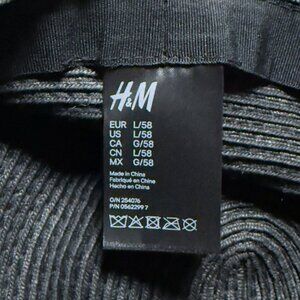 H&M
EUR L/58
US L/58
CA G/58
CN L/58
MX G/58
Made in China
Fabriqué en Chine
Hecho en China
O/N 254076
P/N 0562299 7